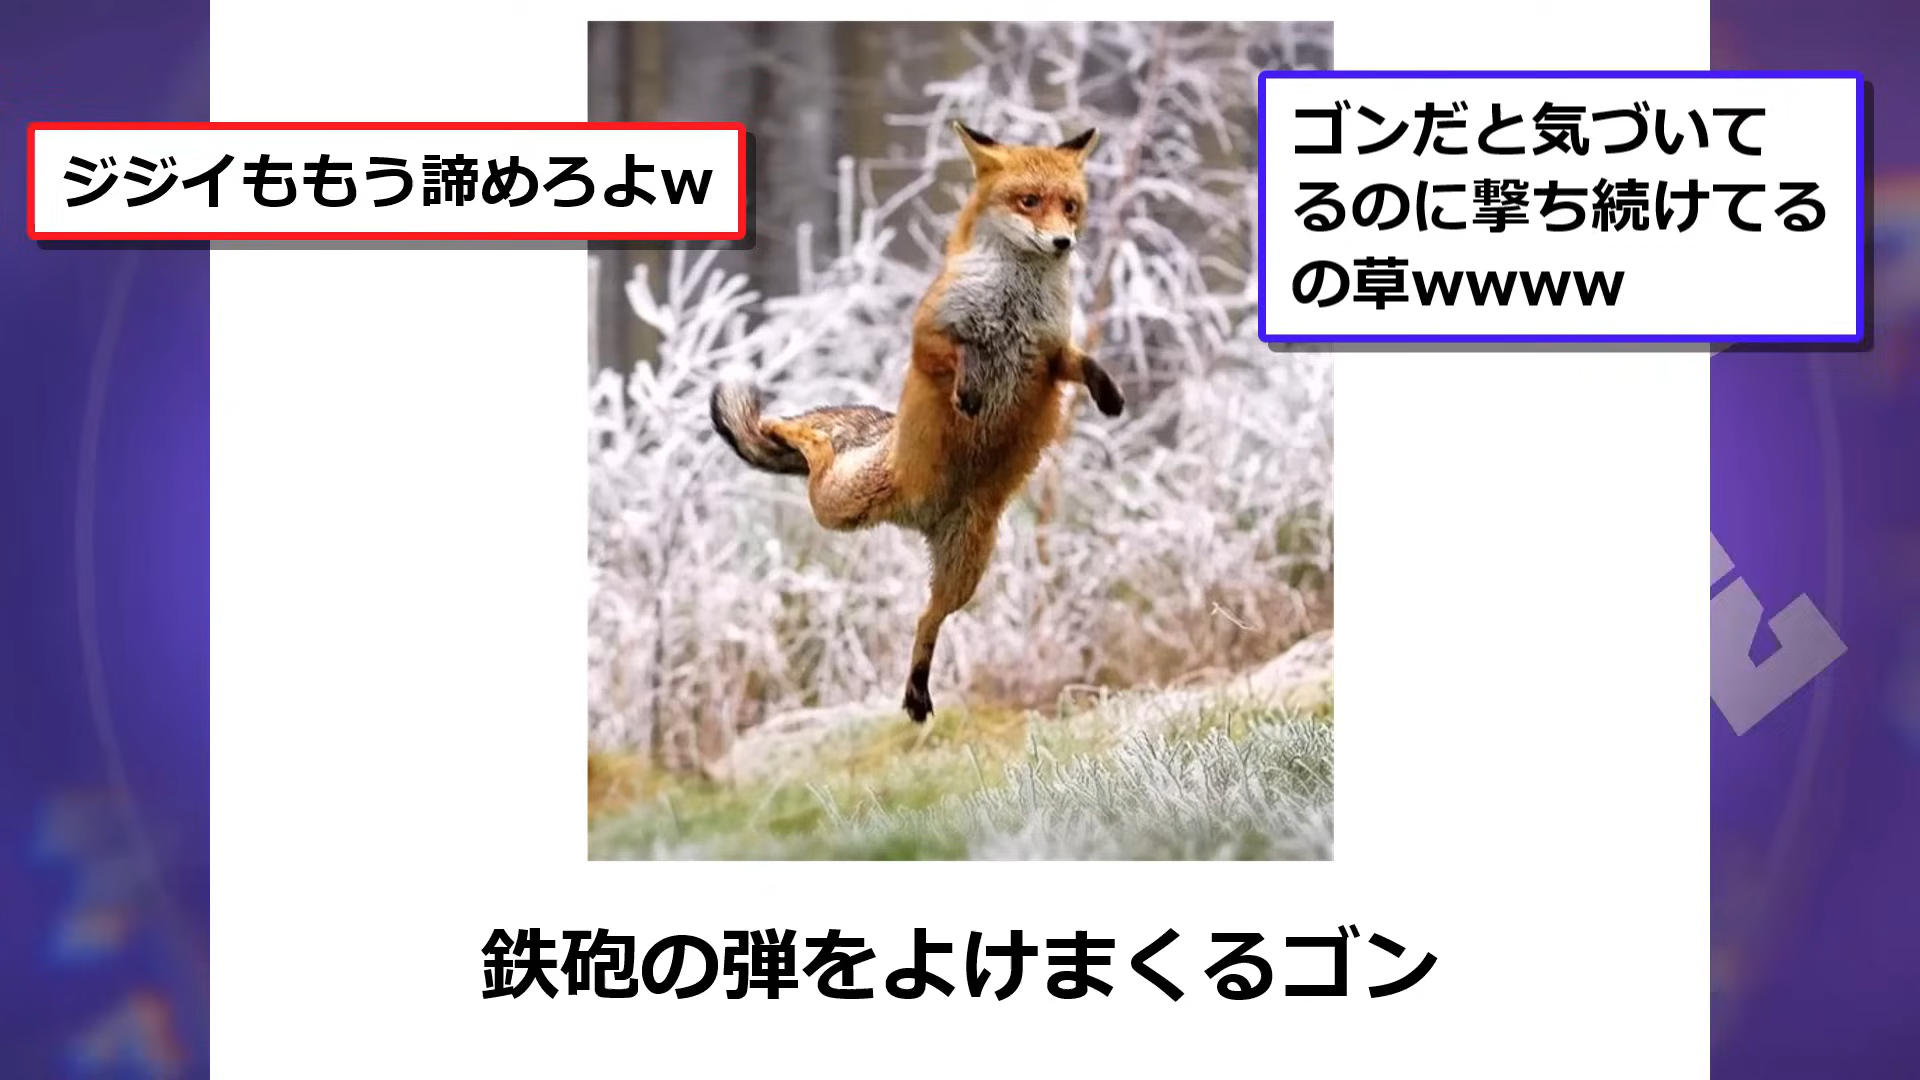 ジジイももう諦めろよw
ゴンだと気づいて
るのに撃ち続けてる
の草wwww
鉄砲の弾をよけまくるゴン